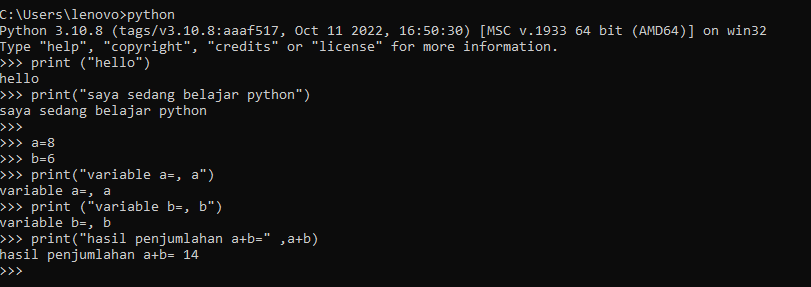 C:\Users\lenovo>python
Python 3.10.8 (tags/v3.10.8:aaaf517, Oct 11 2022, 16:50:30) [MSC v.1933 64 bit (AMD64)] on win32
Type "help", "copyright", "credits" or "license" for more information.
>>> print ("hello")
hello
>>> print("saya sedang belajar python")
saya sedang belajar python
>>>
>>> a=8
>>> b=6
>>> print("variable a=, a")
variable a=, a
>>> print ("variable b=, b")
variable b=, b
>>> print("hasil penjumlahan a+b=" ,a+b)
hasil penjumlahan a+b= 14
>>>